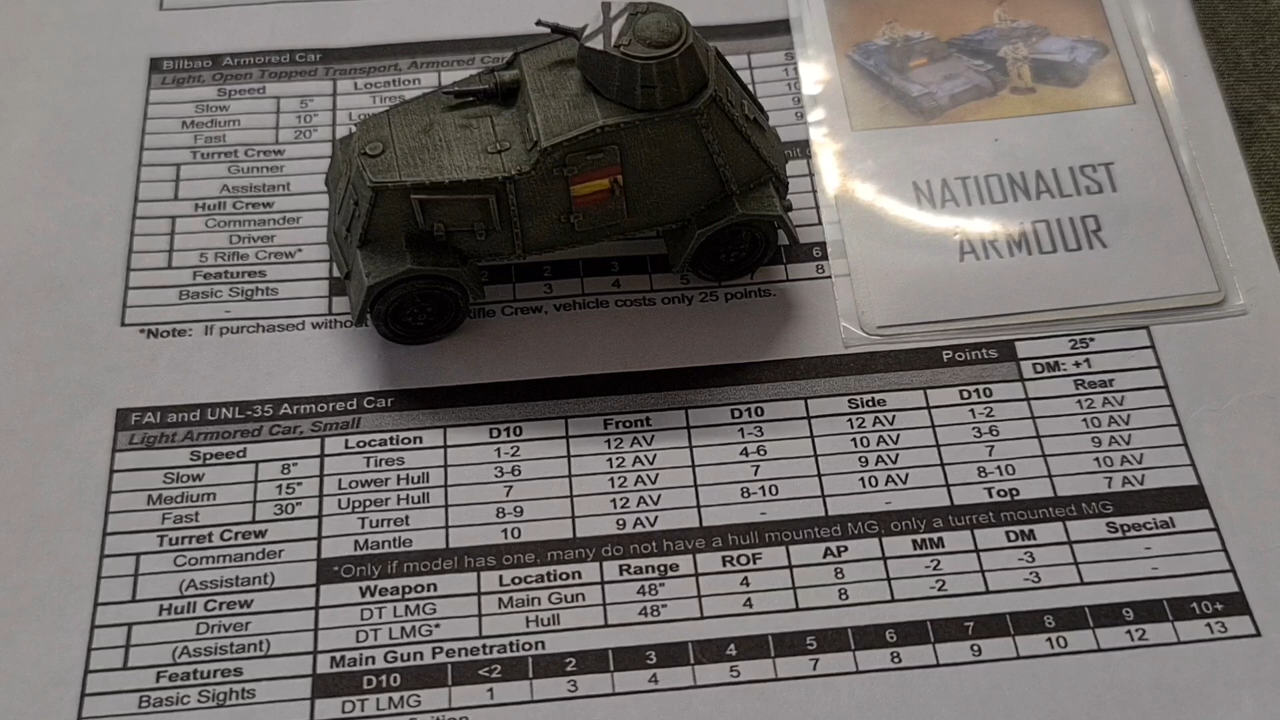 Bilbao Armored Car
Light, Open Topped Transport, Armored Car
Speed
Location
Slow 5"
Tires
Medium 10"
Fast 20"
Turret Crew
Gunner
Assistant
Hull Crew
Commander
Driver
5 Rifle Crew*
Features
Basic Sights
-
2 3 6
3 4 5 7 8
*Note: If purchased without Rifle Crew, vehicle costs only 25 points.
NATIONALIST
ARMOUR
FAI and UNL-35 Armored Car Points 25*
Light Armored Car, Small DM: +1
Speed Location D10 Front D10 Side D10 Rear
Slow 8" Tires 1-2 12 AV 1-3 12 AV 1-2 12 AV
Medium 15" Lower Hull 3-6 12 AV 4-6 10 AV 3-6 10 AV
Fast 30" Upper Hull 7 12 AV 7 9 AV 7 9 AV
Turret Crew Turret 8-9 12 AV 8-10 10 AV 8-10 10 AV
Commander Mantle 10 9 AV - - Top 7 AV
(Assistant) *Only if model has one, many do not have a hull mounted MG, only a turret mounted MG
Hull Crew Weapon Location Range ROF AP MM DM Special
Driver DT LMG Main Gun 48" 4 8 -2 -3 -
(Assistant) DT LMG* Hull 48" 4 8 -2 -3 -
Features Main Gun Penetration
Basic Sights D10 <2 2 3 4 5 6 7 8 9 10+
DT LMG 1 3 4 5 7 8 9 10 12 13